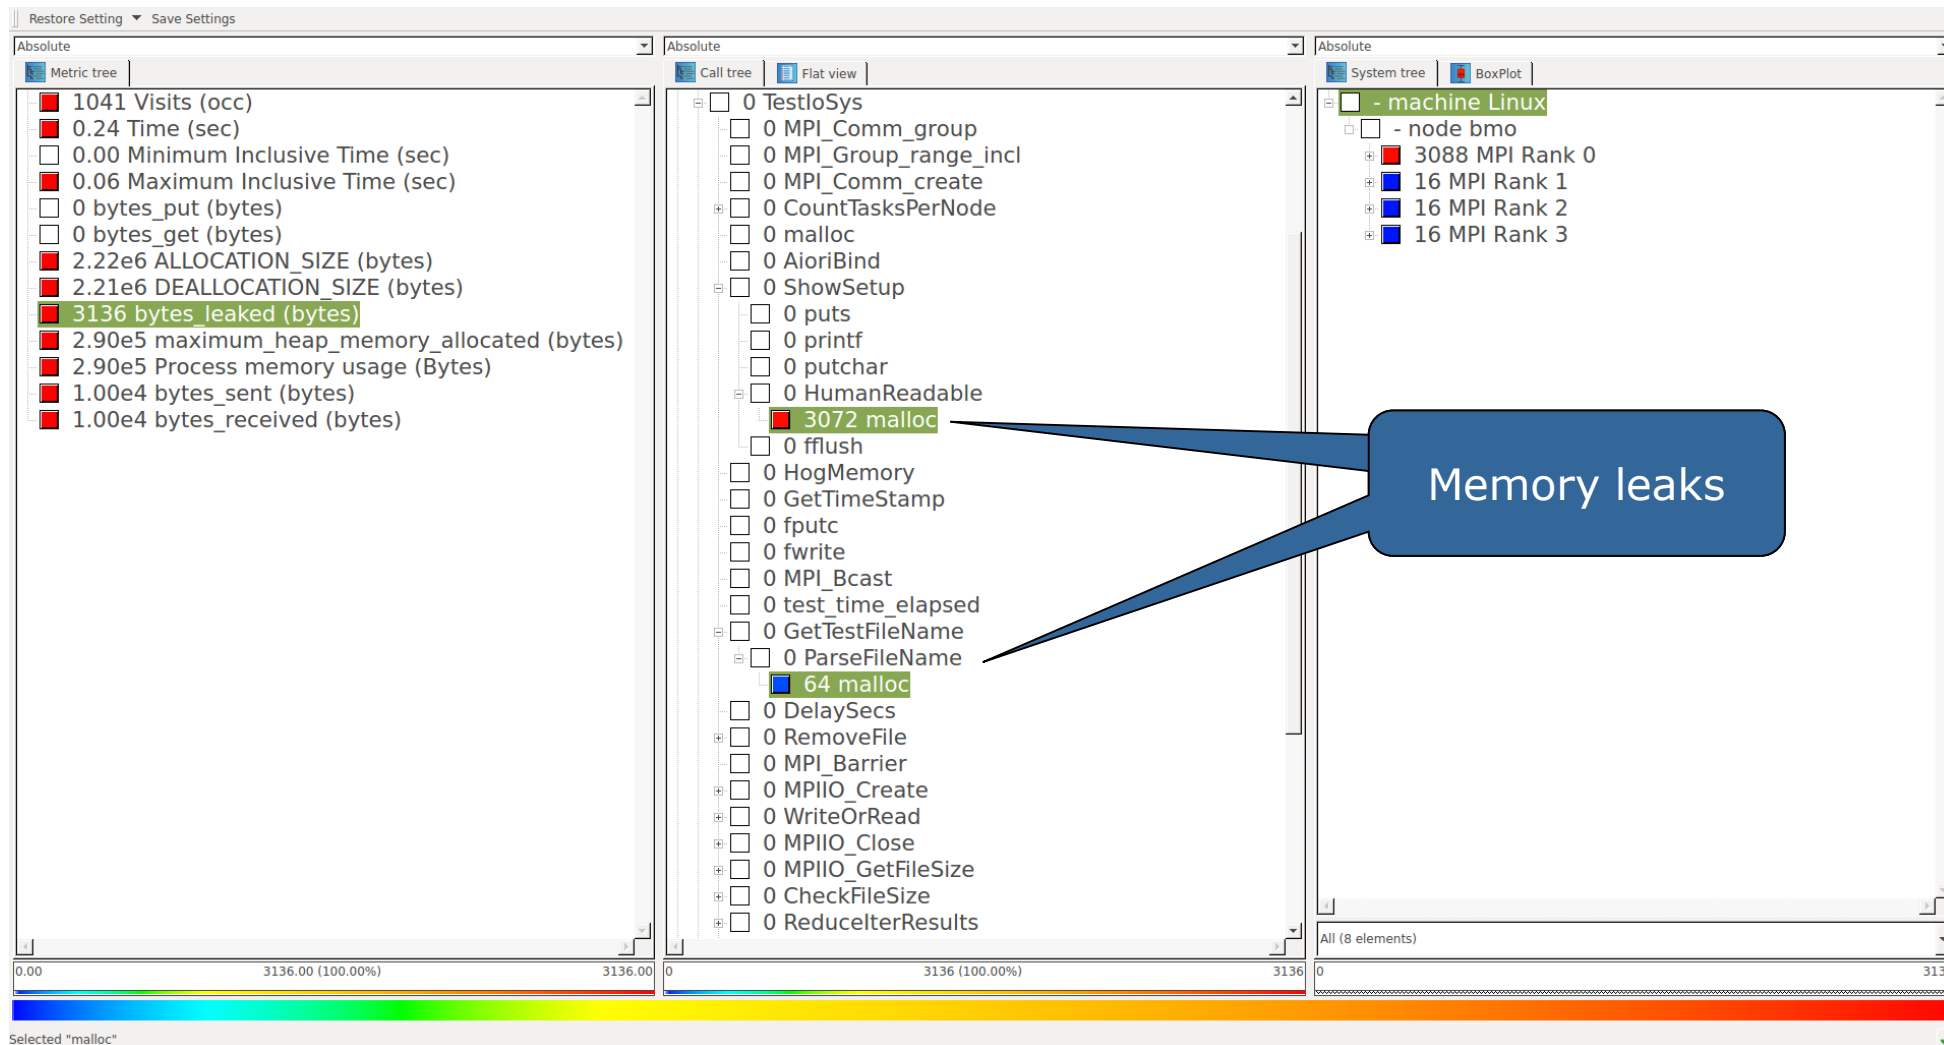 Restore Setting Save Settings
Absolute
Metric tree
1041 Visits (occ)
0.24 Time (sec)
0.00 Minimum Inclusive Time (sec)
0.06 Maximum Inclusive Time (sec)
0 bytes_put (bytes)
0 bytes_get (bytes)
2.22e6 ALLOCATION_SIZE (bytes)
2.21e6 DEALLOCATION_SIZE (bytes)
3136 bytes_leaked (bytes)
2.90e5 maximum_heap_memory_allocated (bytes)
2.90e5 Process memory usage (Bytes)
1.00e4 bytes_sent (bytes)
1.00e4 bytes_received (bytes)
0.00 3136.00 (100.00%) 3136.00
Absolute
Call tree Flat view
0 TestIoSys
0 MPI_Comm_group
0 MPI_Group_range_incl
0 MPI_Comm_create
0 CountTasksPerNode
0 malloc
0 AioriBind
0 ShowSetup
0 puts
0 printf
0 putchar
0 HumanReadable
3072 malloc
0 fflush
0 HogMemory
0 GetTimeStamp
0 fputc
0 fwrite
0 MPI_Bcast
0 test_time_elapsed
0 GetTestFileName
0 ParseFileName
64 malloc
0 DelaySecs
0 RemoveFile
0 MPI_Barrier
0 MPIIO_Create
0 WriteOrRead
0 MPIIO_Close
0 MPIIO_GetFileSize
0 CheckFileSize
0 ReduceIterResults
0 3136 (100.00%) 3136
Absolute
System tree BoxPlot
- machine Linux
- node bmo
3088 MPI Rank 0
16 MPI Rank 1
16 MPI Rank 2
16 MPI Rank 3
Memory leaks
All (8 elements)
0 313
Selected "malloc"